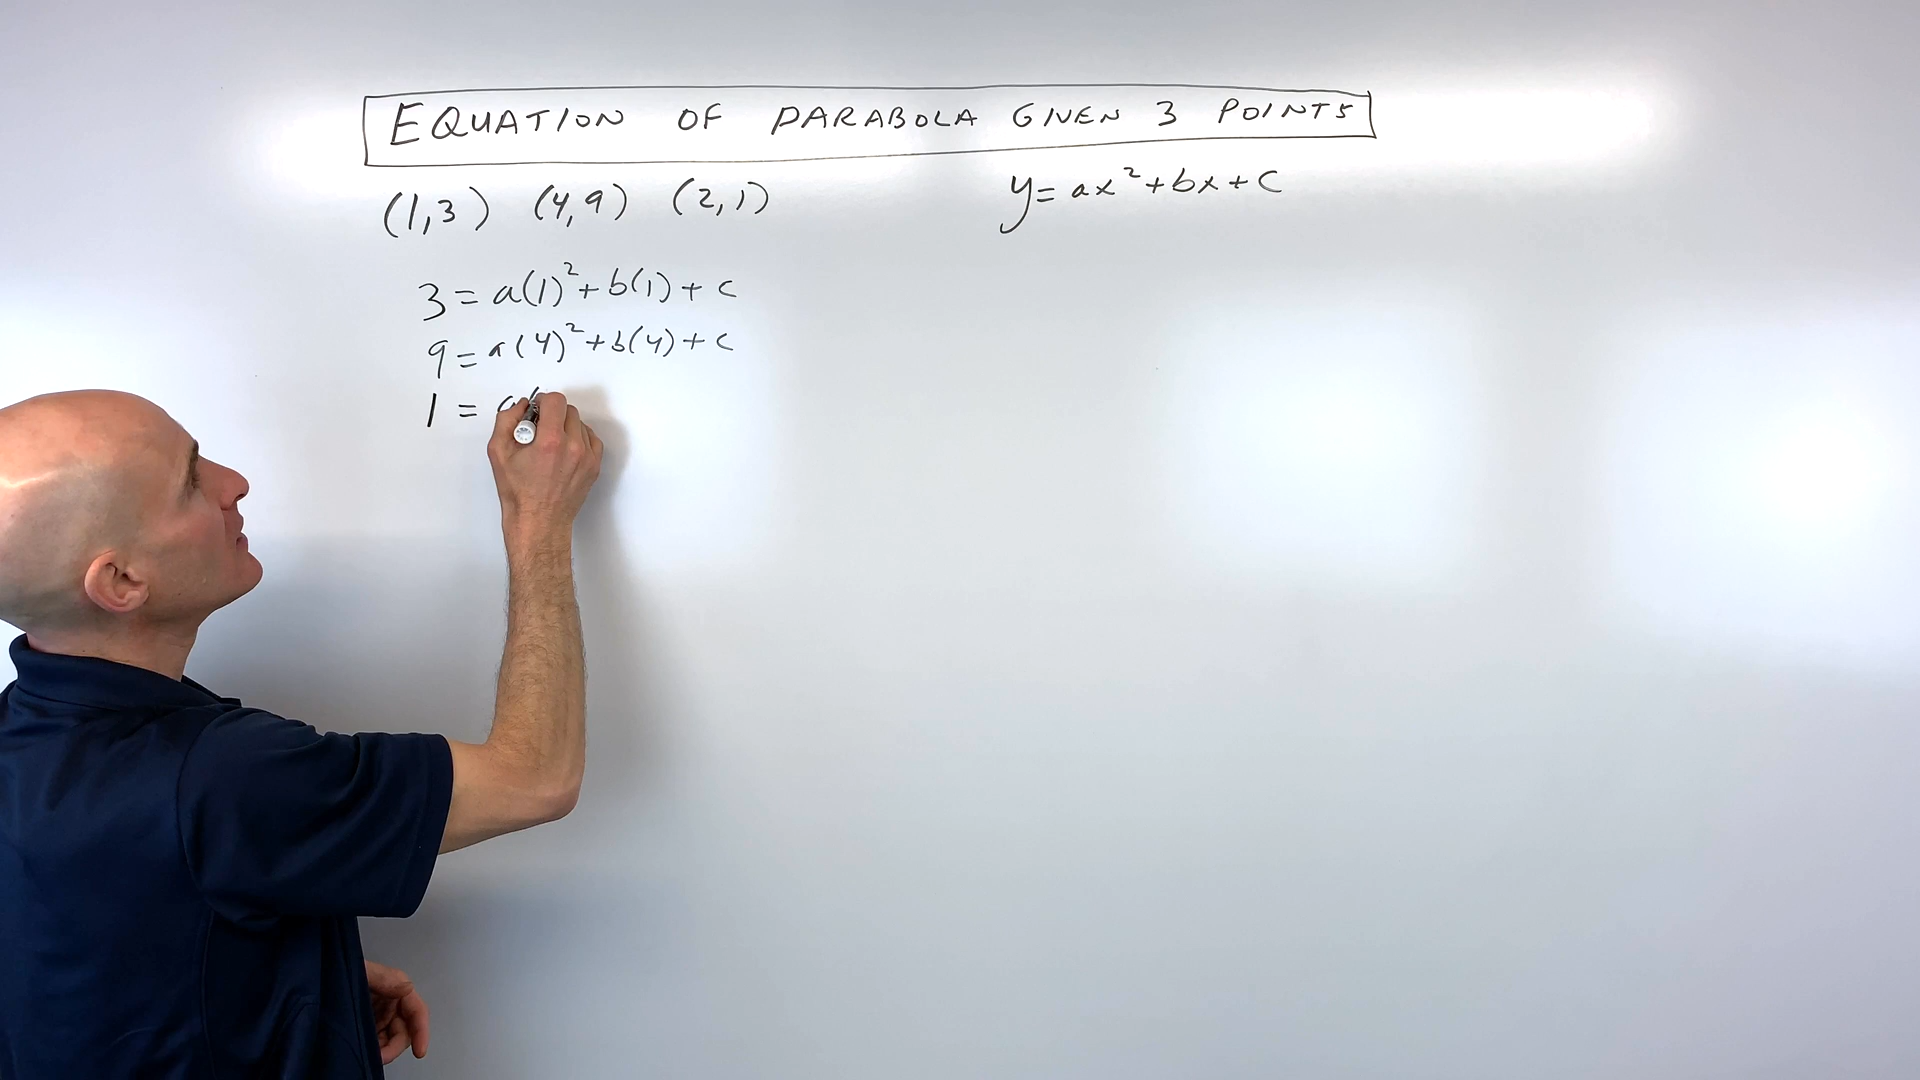 EQUATION OF PARABOLA GIVEN 3 POINTS
(1,3) (4,9) (2,1) y=ax²+bx+c
3=a(1)²+b(1)+c
9=a(4)²+b(4)+c
1=a(